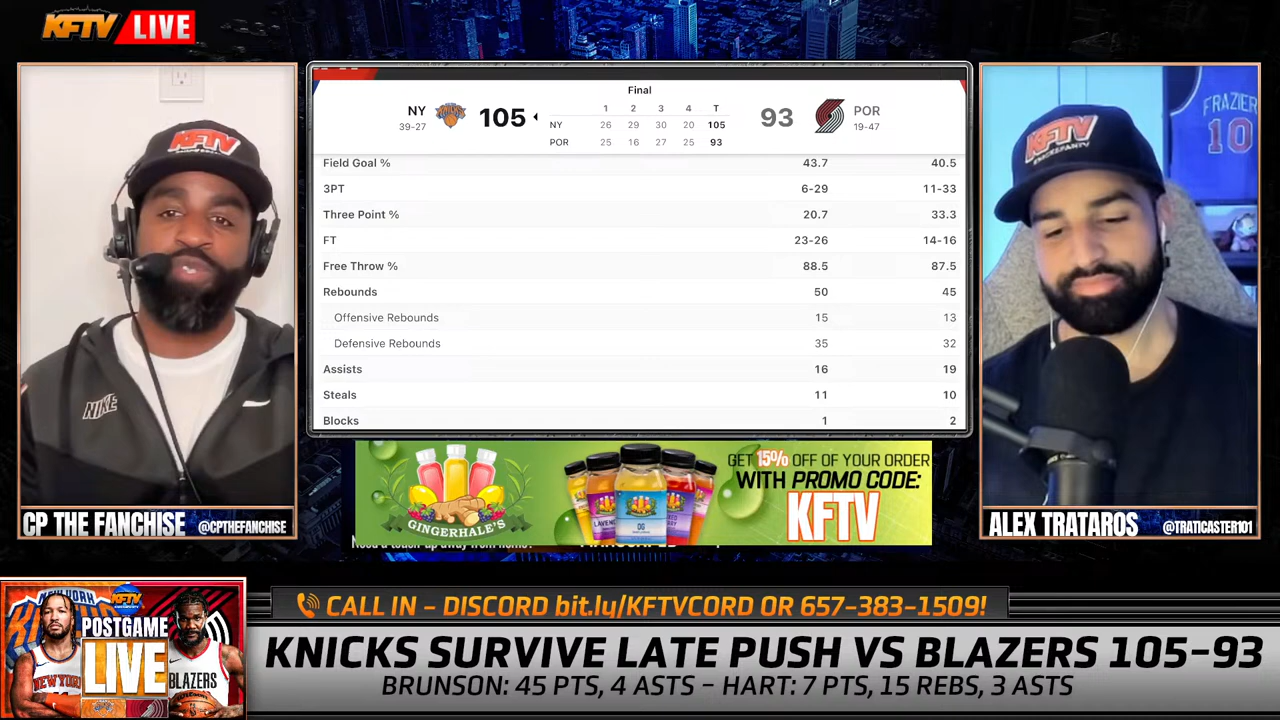 KFTV LIVE
Final
NY 105 93 POR
39-27 19-47
1 2 3 4 T
NY 26 29 30 20 105
POR 25 16 27 25 93
Field Goal % 43.7 40.5
3PT 6-29 11-33
Three Point % 20.7 33.3
FT 23-26 14-16
Free Throw % 88.5 87.5
Rebounds 50 45
Offensive Rebounds 15 13
Defensive Rebounds 35 32
Assists 16 19
Steals 11 10
Blocks 1 2
KFTV
NIKE
KFTV
FRAZIER
10
CP THE FANCHISE @CPTHEFANCHISE
ALEX TRATAROS @TRATICASTER101
GINGERHALE'S
OG
GET 15% OFF OF YOUR ORDER
WITH PROMO CODE:
KFTV
CALL IN - DISCORD bit.ly/KFTVCORD OR 657-383-1509!
KFTV
POSTGAME
LIVE
NEW YORK
BLAZERS
KNICKS SURVIVE LATE PUSH VS BLAZERS 105-93
BRUNSON: 45 PTS, 4 ASTS - HART: 7 PTS, 15 REBS, 3 ASTS